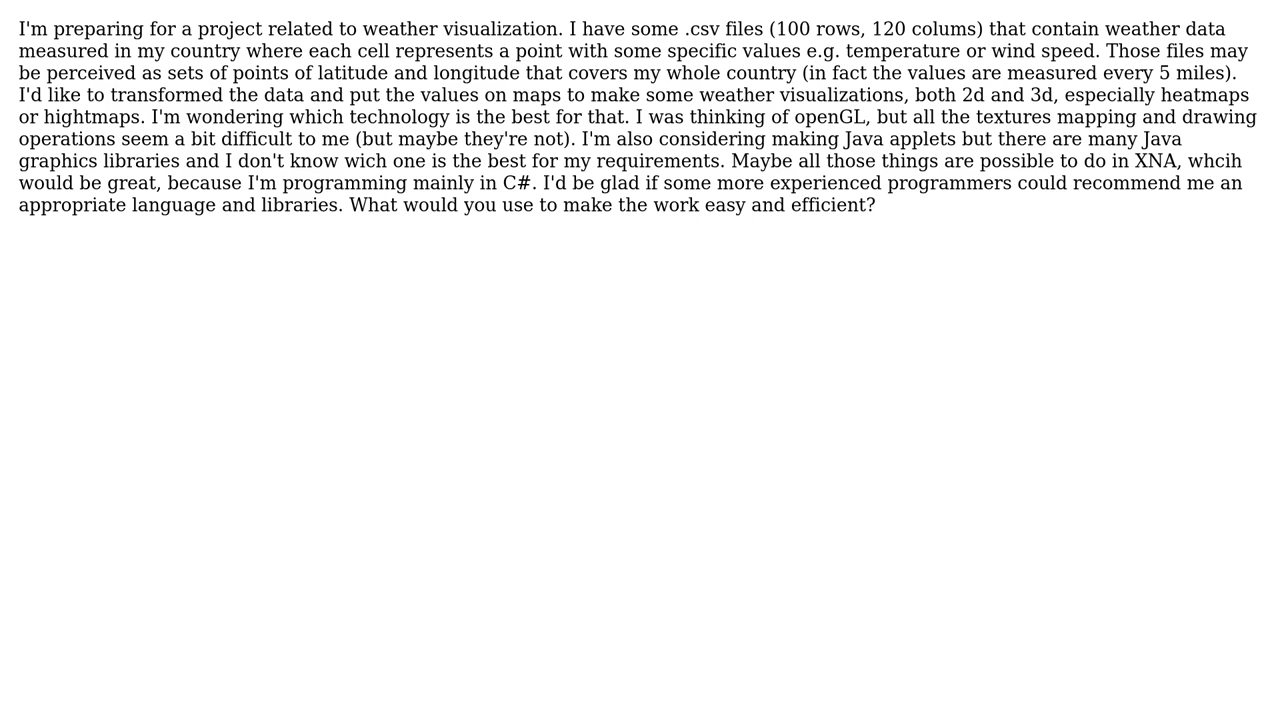 I'm preparing for a project related to weather visualization. I have some .csv files (100 rows, 120 colums) that contain weather data
measured in my country where each cell represents a point with some specific values e.g. temperature or wind speed. Those files may
be perceived as sets of points of latitude and longitude that covers my whole country (in fact the values are measured every 5 miles).
I'd like to transformed the data and put the values on maps to make some weather visualizations, both 2d and 3d, especially heatmaps
or hightmaps. I'm wondering which technology is the best for that. I was thinking of openGL, but all the textures mapping and drawing
operations seem a bit difficult to me (but maybe they're not). I'm also considering making Java applets but there are many Java
graphics libraries and I don't know wich one is the best for my requirements. Maybe all those things are possible to do in XNA, whcih
would be great, because I'm programming mainly in C#. I'd be glad if some more experienced programmers could recommend me an
appropriate language and libraries. What would you use to make the work easy and efficient?